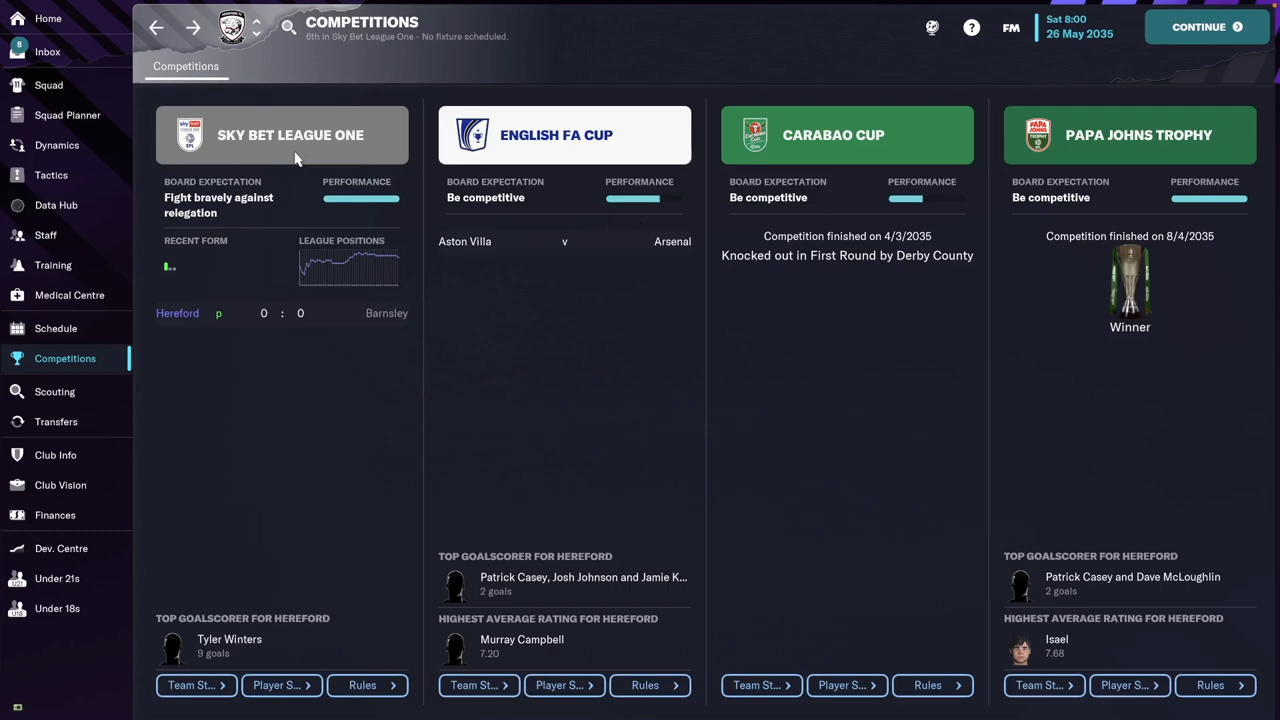 Home
8
Inbox
Squad
Squad Planner
Dynamics
Tactics
Data Hub
Staff
Training
Medical Centre
Schedule
Competitions
Scouting
Transfers
Club Info
Club Vision
Finances
Dev. Centre
Under 21s
Under 18s
COMPETITIONS
6th in Sky Bet League One - No fixture scheduled.
FM
Sat 8:00
26 May 2035
CONTINUE
Competitions
SKY BET LEAGUE ONE
BOARD EXPECTATION
PERFORMANCE
Fight bravely against
relegation
RECENT FORM
LEAGUE POSITIONS
Hereford p 0 : 0 Barnsley
TOP GOALSCORER FOR HEREFORD
Tyler Winters
9 goals
Team St...
Player S...
Rules
ENGLISH FA CUP
BOARD EXPECTATION
PERFORMANCE
Be competitive
Aston Villa v Arsenal
TOP GOALSCORER FOR HEREFORD
Patrick Casey, Josh Johnson and Jamie K...
2 goals
HIGHEST AVERAGE RATING FOR HEREFORD
Murray Campbell
7.20
Team St...
Player S...
Rules
CARABAO CUP
BOARD EXPECTATION
PERFORMANCE
Be competitive
Competition finished on 4/3/2035
Knocked out in First Round by Derby County
Team St...
Player S...
Rules
PAPA JOHNS TROPHY
BOARD EXPECTATION
PERFORMANCE
Be competitive
Competition finished on 8/4/2035
Winner
TOP GOALSCORER FOR HEREFORD
Patrick Casey and Dave McLoughlin
2 goals
HIGHEST AVERAGE RATING FOR HEREFORD
Isael
7.68
Team St...
Player S...
Rules